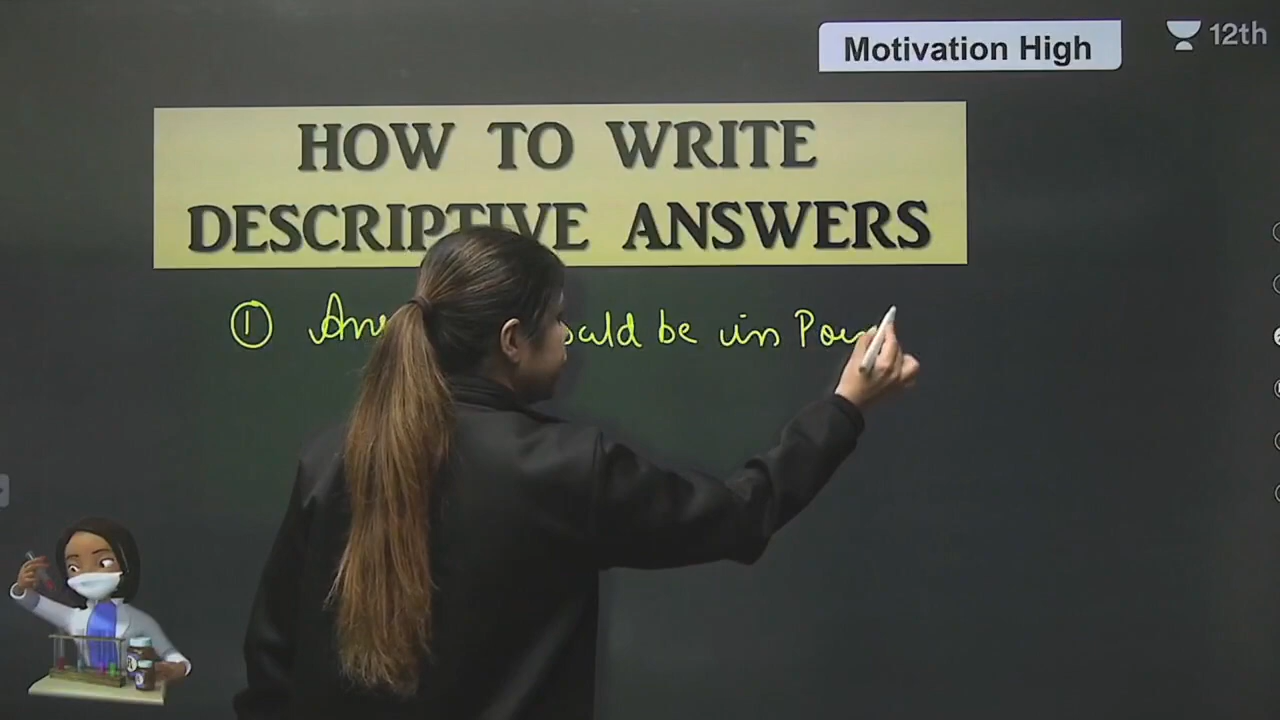 Motivation High
12th
HOW TO WRITE
DESCRIPTIVE ANSWERS
① be in